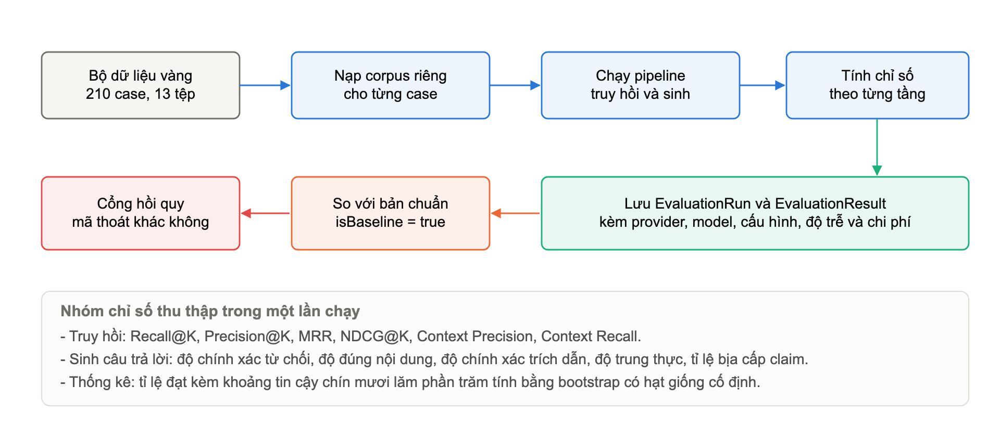 Bộ dữ liệu vàng
210 case, 13 tệp
Nạp corpus riêng
cho từng case
Chạy pipeline
truy hồi và sinh
Tính chỉ số
theo từng tầng
Cổng hồi quy
mã thoát khác không
So với bản chuẩn
isBaseline = true
Lưu EvaluationRun và EvaluationResult
kèm provider, model, cấu hình, độ trễ và chi phí
Nhóm chỉ số thu thập trong một lần chạy
- Truy hồi: Recall@K, Precision@K, MRR, NDCG@K, Context Precision, Context Recall.
- Sinh câu trả lời: độ chính xác từ chối, độ đúng nội dung, độ chính xác trích dẫn, độ trung thực, tỉ lệ bịa cấp claim.
- Thống kê: tỉ lệ đạt kèm khoảng tin cậy chín mươi lăm phần trăm tính bằng bootstrap có hạt giống cố định.